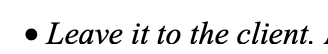 • Leave it to the client.